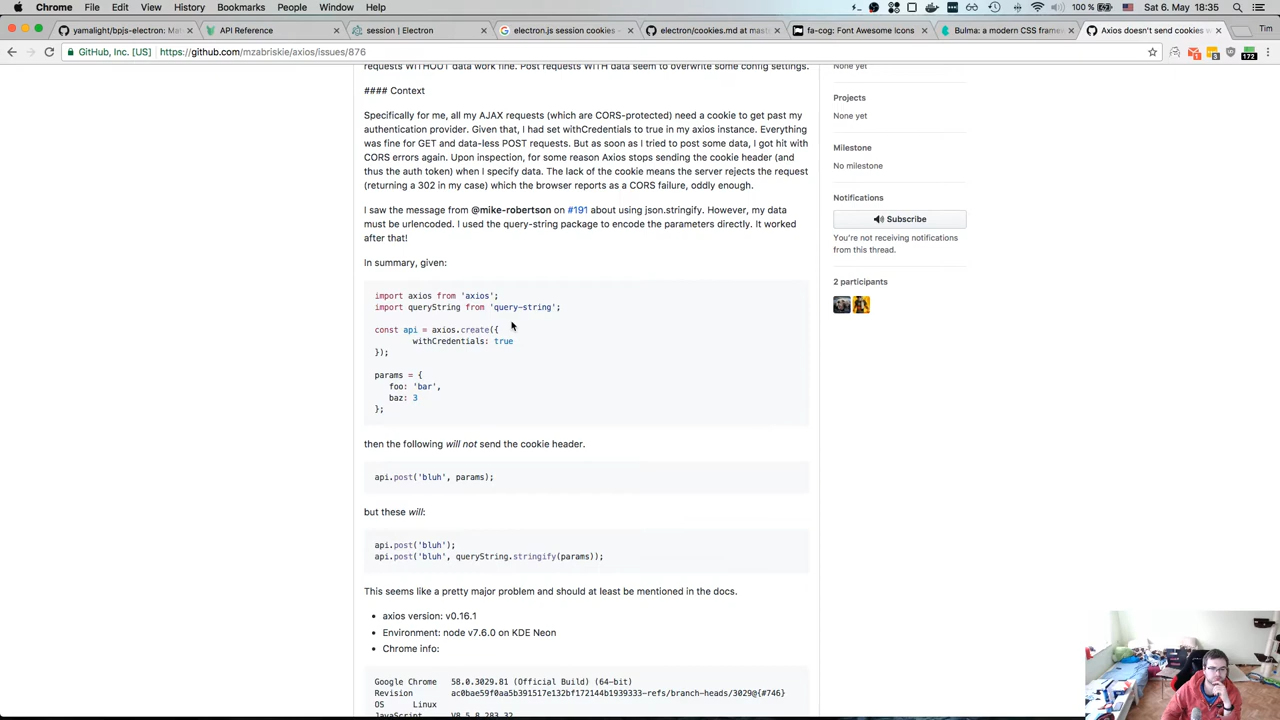 Chrome File Edit View History Bookmarks People Window Help 100 % Sat 6. May 18:35
yamalight/bpjs-electron: Ma
API Reference
session | Electron
electron.js session cookies -
electron/cookies.md at maste
fa-cog: Font Awesome Icons
Bulma: a modern CSS framew
Axios doesn't send cookies w
Tim
GitHub, Inc. [US] https://github.com/mzabriskie/axios/issues/876
172
requests WITHOUT data work fine. Post requests WITH data seem to overwrite some config settings.
#### Context
Specifically for me, all my AJAX requests (which are CORS-protected) need a cookie to get past my
authentication provider. Given that, I had set withCredentials to true in my axios instance. Everything
was fine for GET and data-less POST requests. But as soon as I tried to post some data, I got hit with
CORS errors again. Upon inspection, for some reason Axios stops sending the cookie header (and
thus the auth token) when I specify data. The lack of the cookie means the server rejects the request
(returning a 302 in my case) which the browser reports as a CORS failure, oddly enough.
I saw the message from @mike-robertson on #191 about using json.stringify. However, my data
must be urlencoded. I used the query-string package to encode the parameters directly. It worked
after that!
In summary, given:
import axios from 'axios';
import queryString from 'query-string';
const api = axios.create({
withCredentials: true
});
params = {
foo: 'bar',
baz: 3
};
then the following will not send the cookie header.
api.post('bluh', params);
but these will:
api.post('bluh');
api.post('bluh', queryString.stringify(params));
This seems like a pretty major problem and should at least be mentioned in the docs.
• axios version: v0.16.1
• Environment: node v7.6.0 on KDE Neon
• Chrome info:
Google Chrome 58.0.3029.81 (Official Build) (64-bit)
Revision ac0bae59f0aa5b391517e132bf172144b1939333-refs/branch-heads/3029@{#746}
OS Linux
JavaScript V8 5.8.283.32
None yet
Projects
None yet
Milestone
No milestone
Notifications
Subscribe
You're not receiving notifications
from this thread.
2 participants